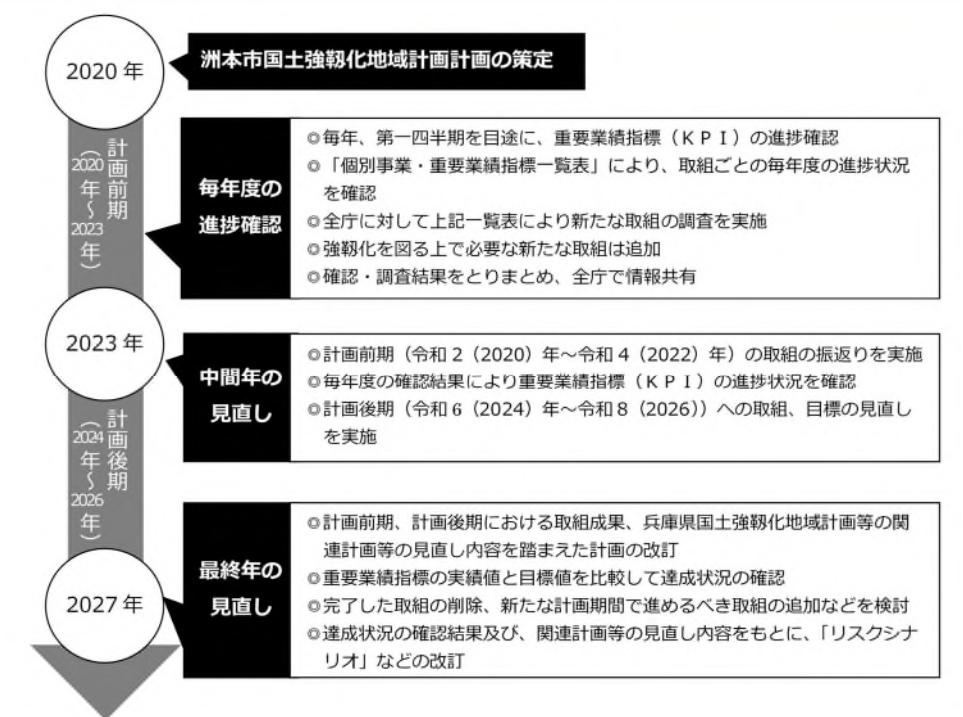 2020 年
洲本市国土強靱化地域計画計画の策定
計画前期
（2020年～2023年）
毎年度の
進捗確認
◎毎年、第一四半期を目途に、重要業績指標（ＫＰＩ）の進捗確認
◎「個別事業・重要業績指標一覧表」により、取組ごとの毎年度の進捗状況
を確認
◎全庁に対して上記一覧表により新たな取組の調査を実施
◎強靱化を図る上で必要な新たな取組は追加
◎確認・調査結果をとりまとめ、全庁で情報共有
2023 年
中間年の
見直し
◎計画前期（令和 2（2020）年～令和 4（2022）年）の取組の振返りを実施
◎毎年度の確認結果により重要業績指標（ＫＰＩ）の進捗状況を確認
◎計画後期（令和 6（2024）年～令和 8（2026））への取組、目標の見直し
を実施
計画後期
（2024年～2026年）
2027 年
最終年の
見直し
◎計画前期、計画後期における取組成果、兵庫県国土強靱化地域計画等の関
連計画等の見直し内容を踏まえた計画の改訂
◎重要業績指標の実績値と目標値を比較して達成状況の確認
◎完了した取組の削除、新たな計画期間で進めるべき取組の追加などを検討
◎達成状況の確認結果及び、関連計画等の見直し内容をもとに、「リスクシナ
リオ」などの改訂